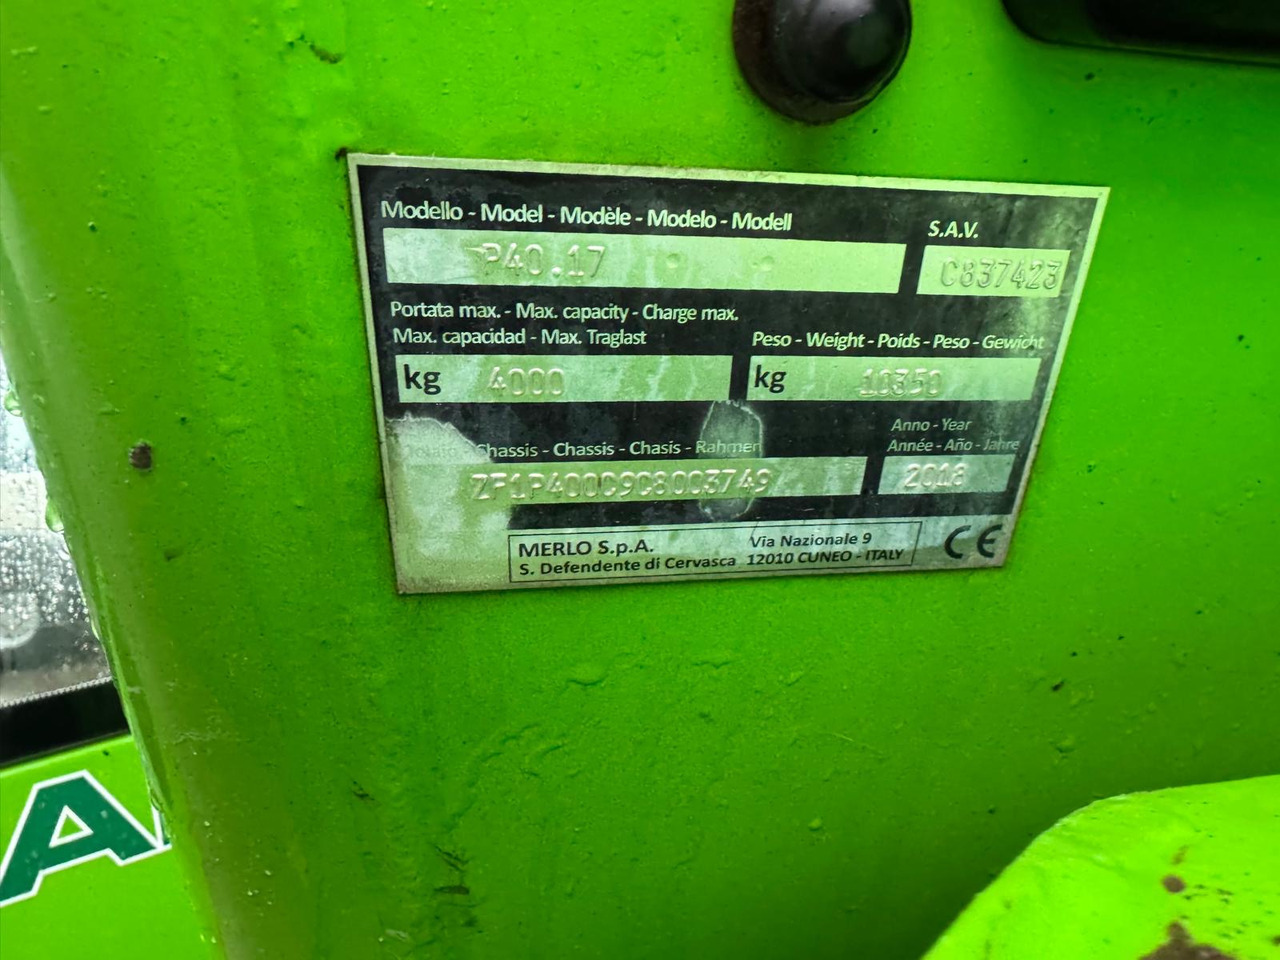 Modello - Model - Modèle - Modelo - Modell
S.A.V.
P40.17
C837423
Portata max. - Max. capacity - Charge max.
Max. capacidad - Max. Traglast
Peso - Weight - Poids - Peso - Gewicht
kg 4000
kg 10350
Anno - Year
Chassis - Chassis - Chasis - Rahmen
Année - Año - Jahre
ZF1P400C9C8003749
2018
MERLO S.p.A.
Via Nazionale 9
S. Defendente di Cervasca
12010 CUNEO - ITALY
CE